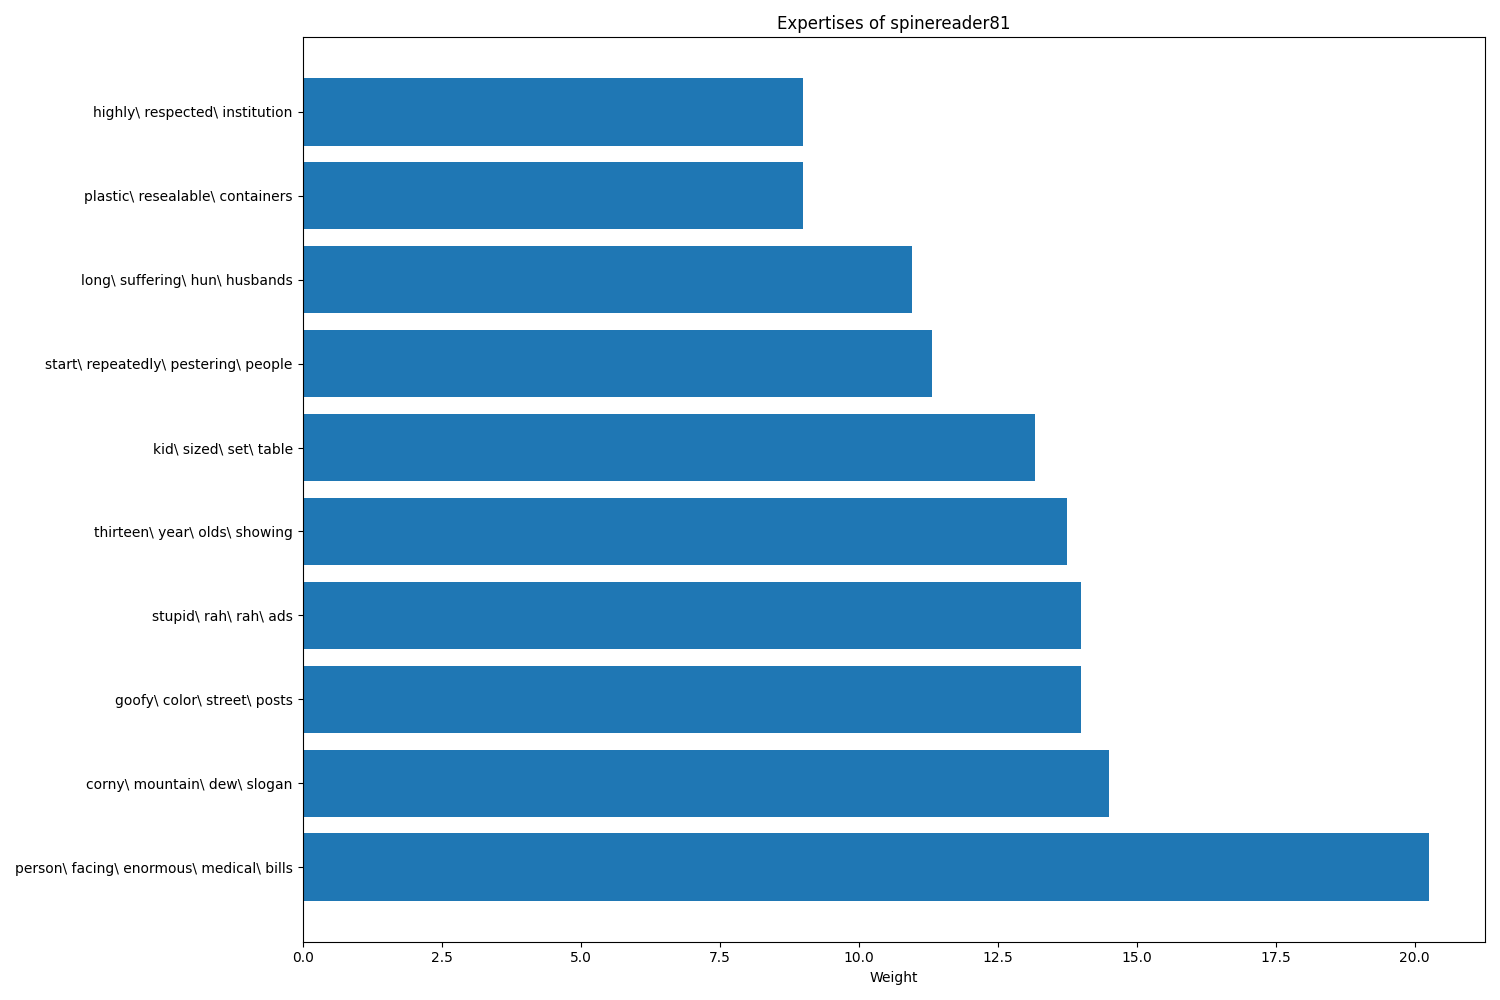 Expertises of spinereader81
highly\ respected\ institution
plastic\ resealable\ containers
long\ suffering\ hun\ husbands
start\ repeatedly\ pestering\ people
kid\ sized\ set\ table
thirteen\ year\ olds\ showing
stupid\ rah\ rah\ ads
goofy\ color\ street\ posts
corny\ mountain\ dew\ slogan
person\ facing\ enormous\ medical\ bills
0.0 2.5 5.0 7.5 10.0 12.5 15.0 17.5 20.0
Weight